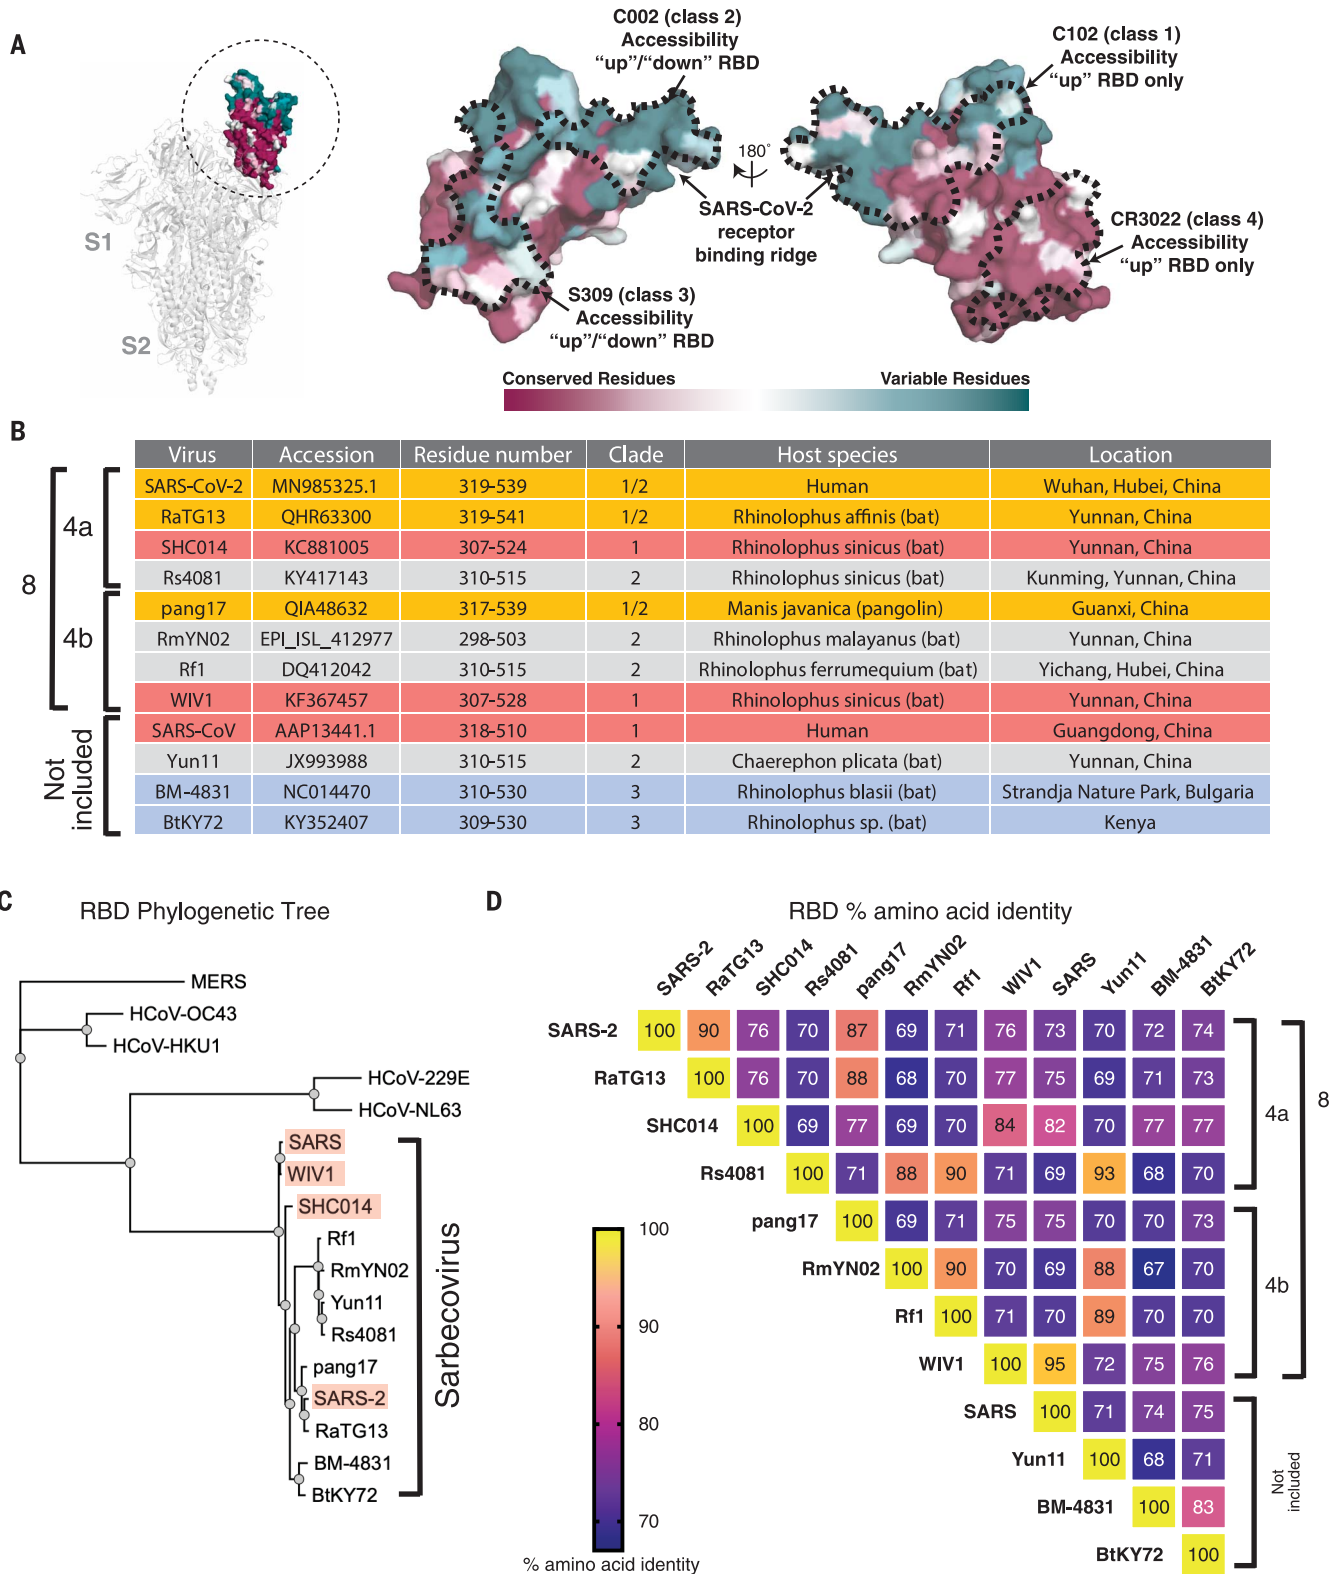 A
S1
S2
C002 (class 2)
Accessibility
“up”/“down” RBD
C102 (class 1)
Accessibility
“up” RBD only
180°
SARS-CoV-2
receptor
binding ridge
CR3022 (class 4)
Accessibility
“up” RBD only
S309 (class 3)
Accessibility
“up”/“down” RBD
Conserved Residues Variable Residues
B
Virus Accession Residue number Clade Host species Location
SARS-CoV-2 MN985325.1 319-539 1/2 Human Wuhan, Hubei, China
RaTG13 QHR63300 319-541 1/2 Rhinolophus affinis (bat) Yunnan, China
SHC014 KC881005 307-524 1 Rhinolophus sinicus (bat) Yunnan, China
Rs4081 KY417143 310-515 2 Rhinolophus sinicus (bat) Kunming, Yunnan, China
pang17 QIA48632 317-539 1/2 Manis javanica (pangolin) Guanxi, China
RmYN02 EPI_ISL_412977 298-503 2 Rhinolophus malayanus (bat) Yunnan, China
Rf1 DQ412042 310-515 2 Rhinolophus ferrumequium (bat) Yichang, Hubei, China
WIV1 KF367457 307-528 1 Rhinolophus sinicus (bat) Yunnan, China
SARS-CoV AAP13441.1 318-510 1 Human Guangdong, China
Yun11 JX993988 310-515 2 Chaerephon plicata (bat) Yunnan, China
BM-4831 NC014470 310-530 3 Rhinolophus blasii (bat) Strandja Nature Park, Bulgaria
BtKY72 KY352407 309-530 3 Rhinolophus sp. (bat) Kenya
8
4a
4b
Not
included
C
RBD Phylogenetic Tree
MERS
HCoV-OC43
HCoV-HKU1
HCoV-229E
HCoV-NL63
SARS
WIV1
SHC014
Rf1
RmYN02
Yun11
Rs4081
pang17
SARS-2
RaTG13
BM-4831
BtKY72
Sarbecovirus
D
RBD % amino acid identity
SARS-2 RaTG13 SHC014 Rs4081 pang17 RmYN02 Rf1 WIV1 SARS Yun11 BM-4831 BtKY72
SARS-2 100 90 76 70 87 69 71 76 73 70 72 74
RaTG13 100 76 70 88 68 70 77 75 69 71 73
SHC014 100 69 77 69 70 84 82 70 77 77
Rs4081 100 71 88 90 71 69 93 68 70
pang17 100 69 71 75 75 70 70 73
RmYN02 100 90 70 69 88 67 70
Rf1 100 71 70 89 70 70
WIV1 100 95 72 75 76
SARS 100 71 74 75
Yun11 100 68 71
BM-4831 100 83
BtKY72 100
4a
4b
8
Not
included
100
90
80
70
% amino acid identity